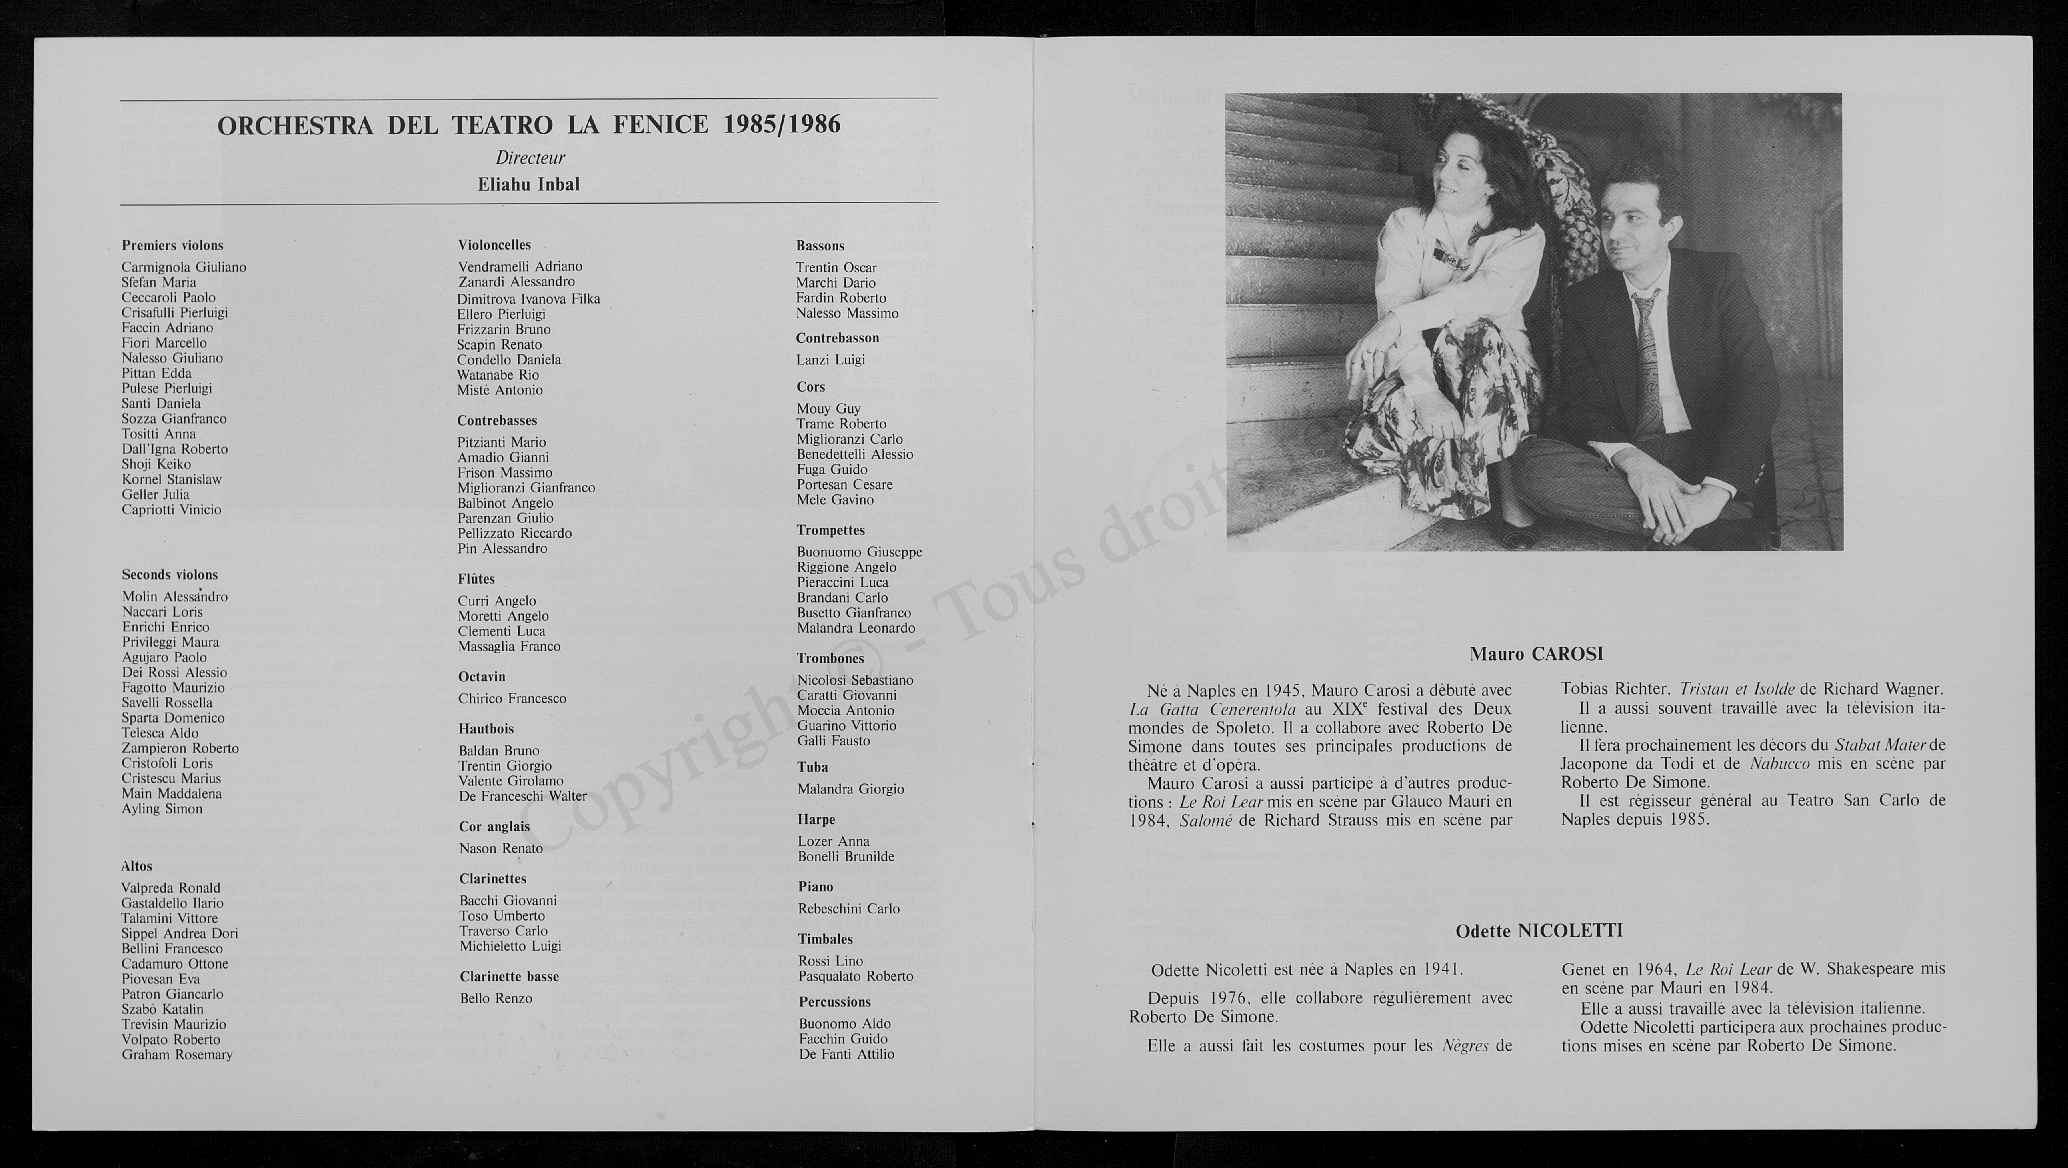 ORCHESTRA DEL TEATRO LA FENICE 1985/1986
Directeur
Eliahu Inbal
Premiers violons
Carmignola Giuliano
Stefan Maria
Ceccaroli Paolo
Crisafulli Pierluigi
Faccin Adriano
Fiori Marcello
Nalesso Giuliano
Pittan Edda
Pulese Pierluigi
Santi Daniela
Sozza Gianfranco
Tositti Anna
Dall'Igna Roberto
Shoji Keiko
Kornel Stanislaw
Geller Julia
Capriotti Vinicio
Seconds violons
Molin Alessandro
Naccari Loris
Enrichi Enrico
Privileggi Maura
Agujaro Paolo
Dei Rossi Alessio
Fagotto Maurizio
Savelli Rossella
Sparta Domenico
Telesca Aldo
Zampieron Roberto
Cristofoli Loris
Cristescu Marius
Main Maddalena
Ayling Simon
Altos
Valpreda Ronald
Gastaldello Ilario
Talamini Vittore
Sippel Andrea Dori
Bellini Francesco
Cadamuro Ottone
Piovesan Eva
Patron Giancarlo
Szabò Katalin
Trevisin Maurizio
Volpato Roberto
Graham Rosemary
Violoncelles
Vendramelli Adriano
Zanardi Alessandro
Dimitrova Ivanova Filka
Ellero Pierluigi
Frizzarin Bruno
Scapin Renato
Condello Daniela
Watanabe Rio
Mistè Antonio
Contrebasses
Pitzianti Mario
Amadio Gianni
Frison Massimo
Miglioranzi Gianfranco
Balbinot Angelo
Parenzan Giulio
Pellizzato Riccardo
Pin Alessandro
Flûtes
Curri Angelo
Moretti Angelo
Clementi Luca
Massaglia Franco
Octavin
Chirico Francesco
Hautbois
Baldan Bruno
Trentin Giorgio
Valente Girolamo
De Franceschi Walter
Cor anglais
Nason Renato
Clarinettes
Bacchi Giovanni
Toso Umberto
Traverso Carlo
Michieletto Luigi
Clarinette basse
Bello Renzo
Bassons
Trentin Oscar
Marchi Dario
Fardin Roberto
Nalesso Massimo
Contrebasson
Lanzi Luigi
Cors
Mouy Guy
Trame Roberto
Miglioranzi Carlo
Benedettelli Alessio
Fuga Guido
Portesan Cesare
Mele Gavino
Trompettes
Buonuomo Giuseppe
Riggione Angelo
Pieraccini Luca
Brandani Carlo
Busetto Gianfranco
Malandra Leonardo
Trombones
Nicolosi Sebastiano
Caratti Giovanni
Moccia Antonio
Guarino Vittorio
Galli Fausto
Tuba
Malandra Giorgio
Harpe
Lozer Anna
Bonelli Brunilde
Piano
Rebeschini Carlo
Timbales
Rossi Lino
Pasqualato Roberto
Percussions
Buonomo Aldo
Facchin Guido
De Fanti Attilio
Mauro CAROSI
Né à Naples en 1945, Mauro Carosi a débuté avec
La Gatta Cenerentola au XIXe festival des Deux
mondes de Spoleto. Il a collaboré avec Roberto De
Simone dans toutes ses principales productions de
théâtre et d'opéra.
Mauro Carosi a aussi participé à d'autres produc-
tions : Le Roi Lear mis en scène par Glauco Mauri en
1984, Salomé de Richard Strauss mis en scène par
Tobias Richter, Tristan et Isolde de Richard Wagner.
Il a aussi souvent travaillé avec la télévision ita-
lienne.
Il fera prochainement les décors du Stabat Mater de
Jacopone da Todi et de Nabucco mis en scène par
Roberto De Simone.
Il est régisseur général au Teatro San Carlo de
Naples depuis 1985.
Odette NICOLETTI
Odette Nicoletti est née à Naples en 1941.
Depuis 1976, elle collabore régulièrement avec
Roberto De Simone.
Elle a aussi fait les costumes pour les Nègres de
Genet en 1964, Le Roi Lear de W. Shakespeare mis
en scène par Mauri en 1984.
Elle a aussi travaillé avec la télévision italienne.
Odette Nicoletti participera aux prochaines produc-
tions mises en scène par Roberto De Simone.
Copyright © - Tous droits